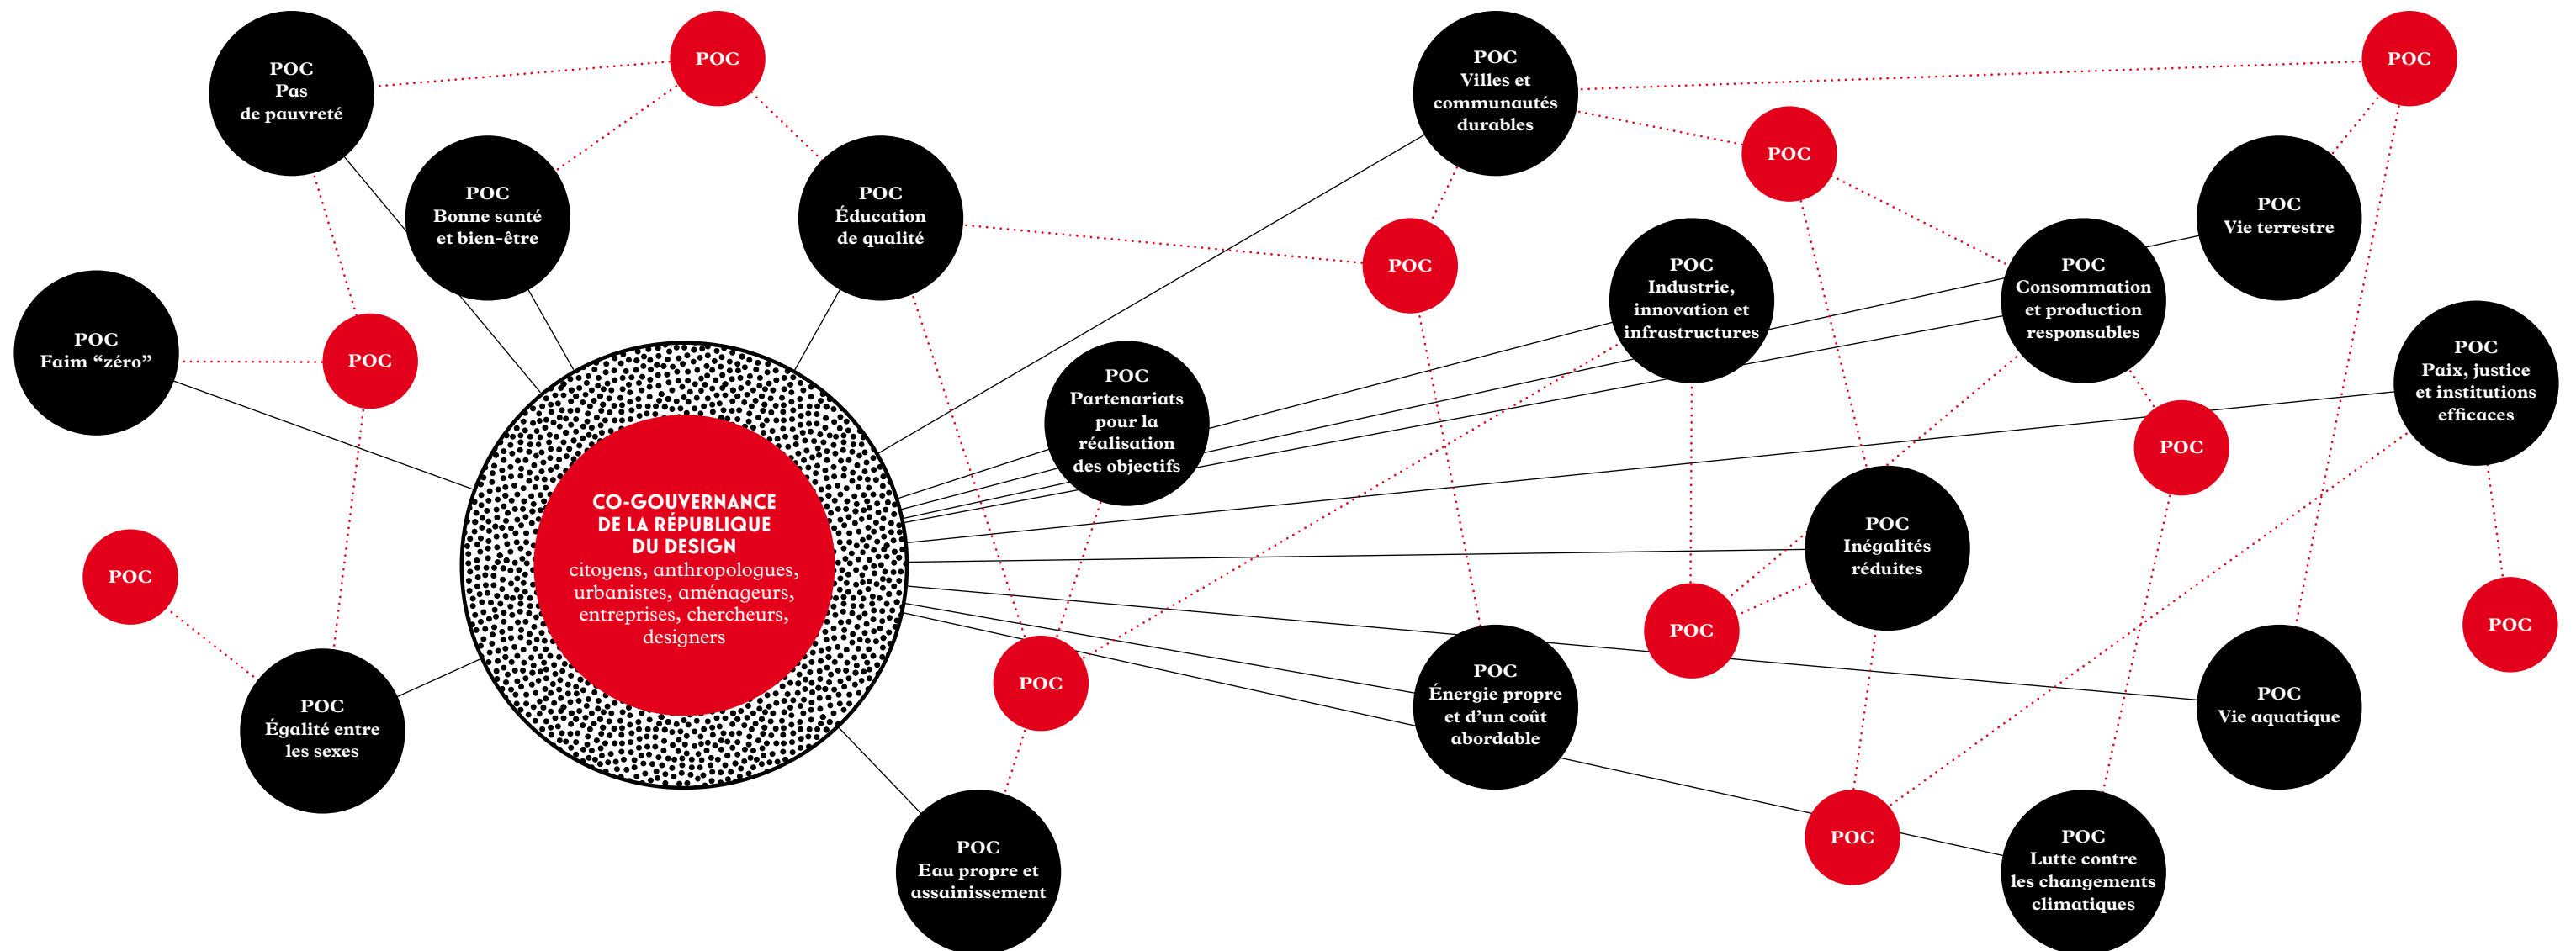 POC
Pas
de pauvreté
POC
POC
Bonne santé
et bien-être
POC
Éducation
de qualité
POC
Faim “zéro”
POC
POC
POC
Égalité entre
les sexes
CO-GOUVERNANCE
DE LA RÉPUBLIQUE
DU DESIGN
citoyens, anthropologues,
urbanistes, aménageurs,
entreprises, chercheurs,
designers
POC
Partenariats
pour la
réalisation
des objectifs
POC
POC
Eau propre et
assainissement
POC
Villes et
communautés
durables
POC
POC
POC
POC
Vie terrestre
POC
Industrie,
innovation et
infrastructures
POC
Consommation
et production
responsables
POC
Paix, justice
et institutions
efficaces
POC
POC
Inégalités
réduites
POC
POC
POC
Énergie propre
et d’un coût
abordable
POC
Vie aquatique
POC
POC
Lutte contre
les changements
climatiques